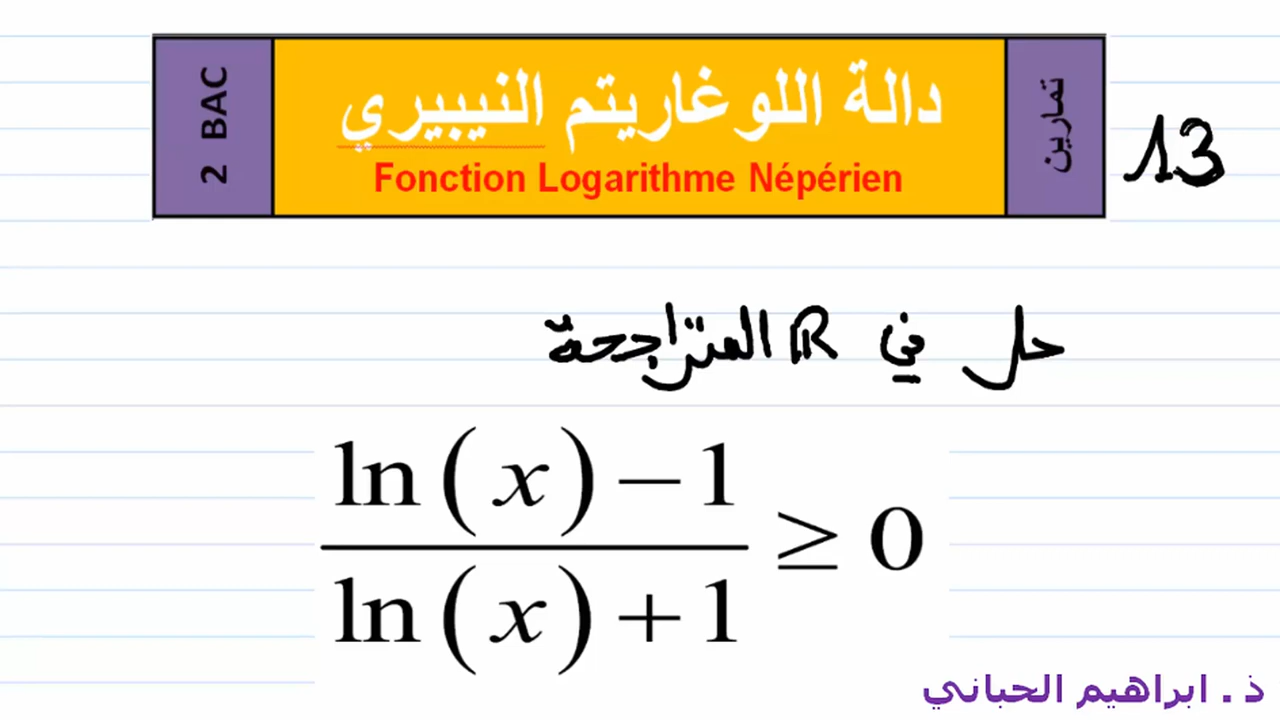 2 BAC
دالة اللوغاريتم النيبيري
Fonction Logarithme Népérien
تمارين
13
حل في ℝ المتراجحة
(ln(x) − 1) / (ln(x) + 1) ≥ 0
ذ . ابراهيم الحباني